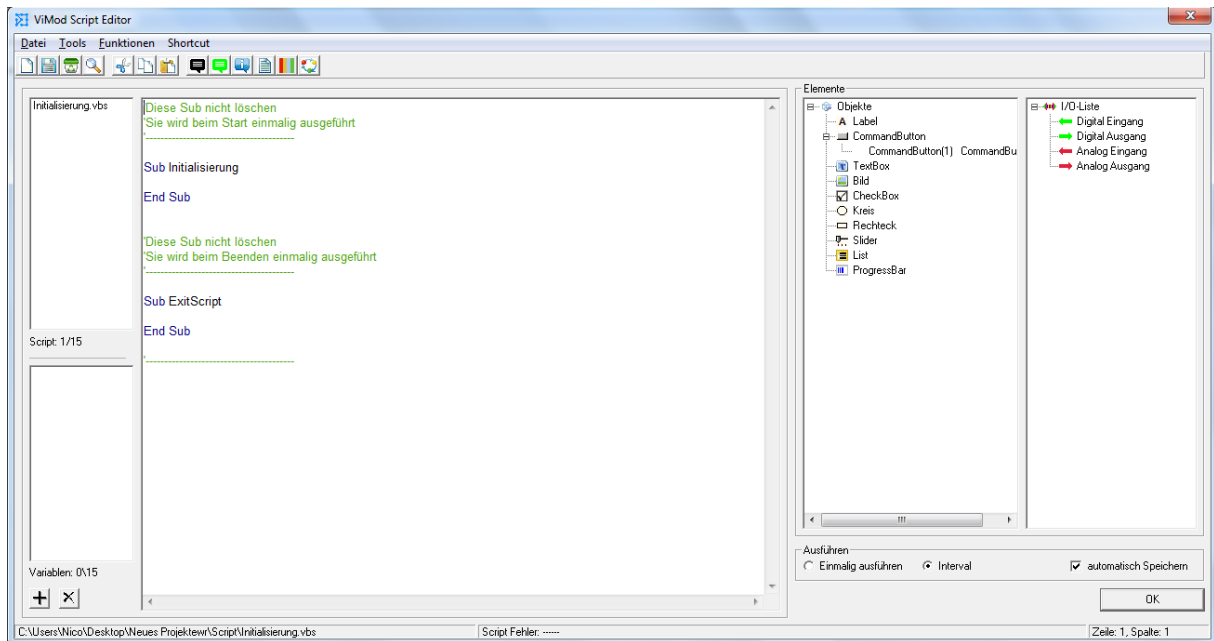 ViMod Script Editor
Datei Tools Funktionen Shortcut
Initialisierung.vbs
Script: 1/15
Variablen: 0\15
'Diese Sub nicht löschen
'Sie wird beim Start einmalig ausgeführt
'----------------------------------------
Sub Initialisierung
End Sub
'Diese Sub nicht löschen
'Sie wird beim Beenden einmalig ausgeführt
'----------------------------------------
Sub ExitScript
End Sub
'----------------------------------------
Elemente
Objekte
Label
CommandButton
CommandButton(1) CommandBu
TextBox
Bild
CheckBox
Kreis
Rechteck
Slider
List
ProgressBar
I/O-Liste
Digital Eingang
Digital Ausgang
Analog Eingang
Analog Ausgang
Ausführen
Einmalig ausführen Interval automatisch Speichern
OK
C:\Users\Nico\Desktop\Neues Projektewr\Script\Initialisierung.vbs Script Fehler: ------ Zeile: 1, Spalte: 1